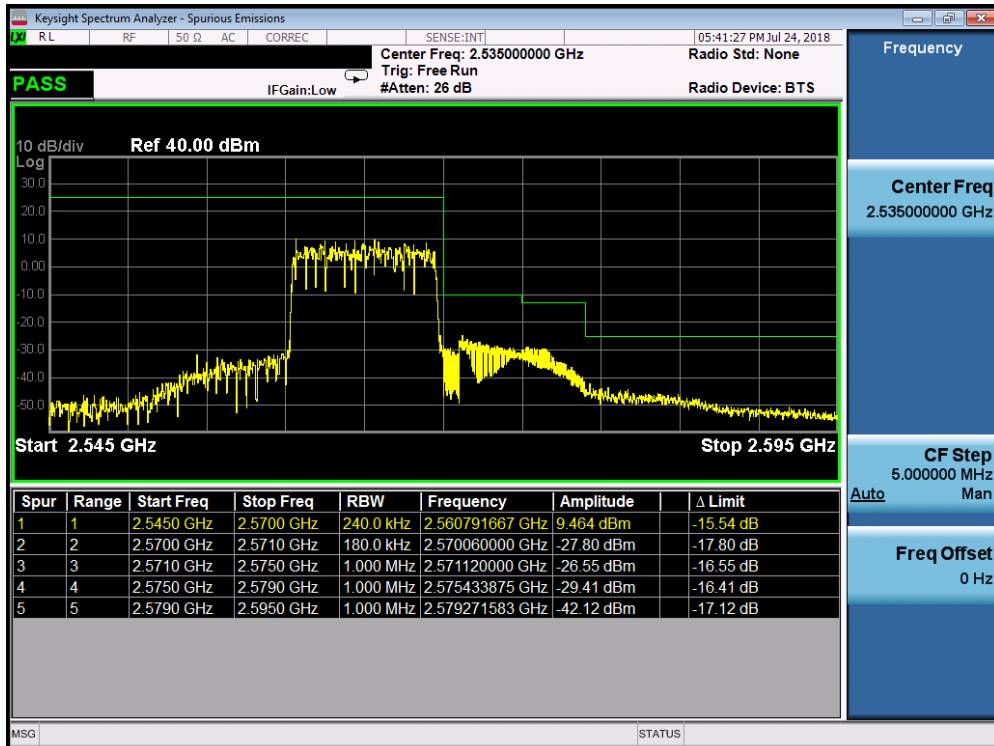 Keysight Spectrum Analyzer - Spurious Emissions
LXI RL RF 50 Ω AC CORREC SENSE:INT 05:41:27 PM Jul 24, 2018
Center Freq: 2.535000000 GHz Radio Std: None
Trig: Free Run
PASS IFGain:Low #Atten: 26 dB Radio Device: BTS
Frequency
10 dB/div Ref 40.00 dBm
Log
30.0
20.0
10.0
0.00
-10.0
-20.0
-30.0
-40.0
-50.0
Start 2.545 GHz Stop 2.595 GHz
Center Freq
2.535000000 GHz
CF Step
5.000000 MHz
Auto Man
Freq Offset
0 Hz
Spur Range Start Freq Stop Freq RBW Frequency Amplitude Δ Limit
1 1 2.5450 GHz 2.5700 GHz 240.0 kHz 2.560791667 GHz 9.464 dBm -15.54 dB
2 2 2.5700 GHz 2.5710 GHz 180.0 kHz 2.570060000 GHz -27.80 dBm -17.80 dB
3 3 2.5710 GHz 2.5750 GHz 1.000 MHz 2.571120000 GHz -26.55 dBm -16.55 dB
4 4 2.5750 GHz 2.5790 GHz 1.000 MHz 2.575433875 GHz -29.41 dBm -16.41 dB
5 5 2.5790 GHz 2.5950 GHz 1.000 MHz 2.579271583 GHz -42.12 dBm -17.12 dB
MSG STATUS